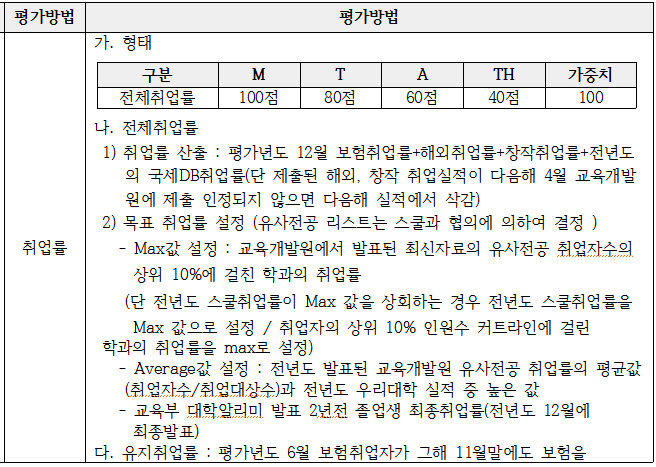 평가방법 평가방법
가. 형태
구분 M T A TH 가중치
전체취업률 100점 80점 60점 40점 100
나. 전체취업률
1) 취업률 산출 : 평가년도 12월 보험취업률+해외취업률+창작취업률+전년도
의 국세DB취업률(단 제출된 해외, 창작 취업실적이 다음해 4월 교육개발
원에 제출 인정되지 않으면 다음해 실적에서 삭감)
2) 목표 취업률 설정 (유사전공 리스트는 스쿨과 협의에 의하여 결정 )
취업률
- Max값 설정 : 교육개발원에서 발표된 최신자료의 유사전공 취업자수의
상위 10%에 걸친 학과의 취업률
(단 전년도 스쿨취업률이 Max 값을 상회하는 경우 전년도 스쿨취업률을
Max 값으로 설정 / 취업자의 상위 10% 인원수 커트라인에 걸린
학과의 취업률을 max로 설정)
- Average값 설정 : 전년도 발표된 교육개발원 유사전공 취업률의 평균값
(취업자수/취업대상수)과 전년도 우리대학 실적 중 높은 값
- 교육부 대학알리미 발표 2년전 졸업생 최종취업률(전년도 12월에
최종발표)
다. 유지취업률 : 평가년도 6월 보험취업자가 그해 11월말에도 보험을